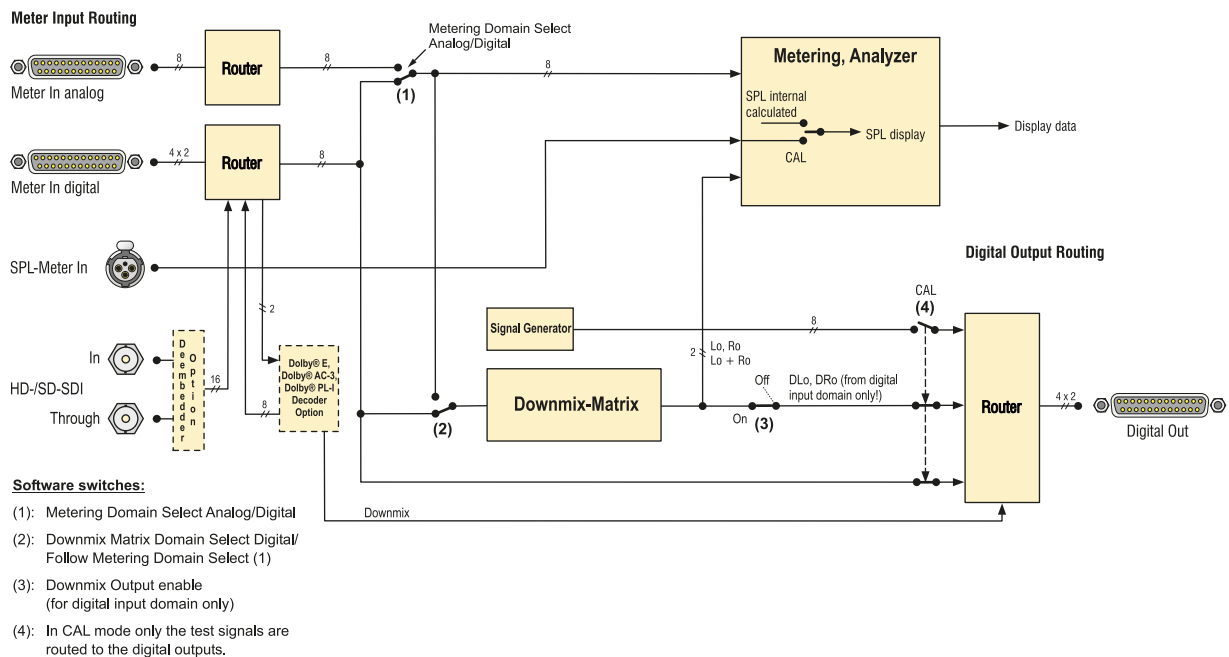 Meter Input Routing
Meter In analog
8
Router
8
Metering Domain Select
Analog/Digital
(1)
8
Metering, Analyzer
SPL internal
calculated
SPL display
CAL
Display data
Meter In digital
4 x 2
Router
8
SPL-Meter In
2
In
HD-/SD-SDI
Through
Deembedder
Option
16
8
Dolby® E,
Dolby® AC-3,
Dolby® PL-I
Decoder
Option
(2)
Signal Generator
8
Downmix-Matrix
2
Lo, Ro
Lo + Ro
Off
On
(3)
DLo, DRo (from digital
input domain only!)
Digital Output Routing
CAL
(4)
Router
4 x 2
Digital Out
Downmix
Software switches:
(1): Metering Domain Select Analog/Digital
(2): Downmix Matrix Domain Select Digital/
Follow Metering Domain Select (1)
(3): Downmix Output enable
(for digital input domain only)
(4): In CAL mode only the test signals are
routed to the digital outputs.